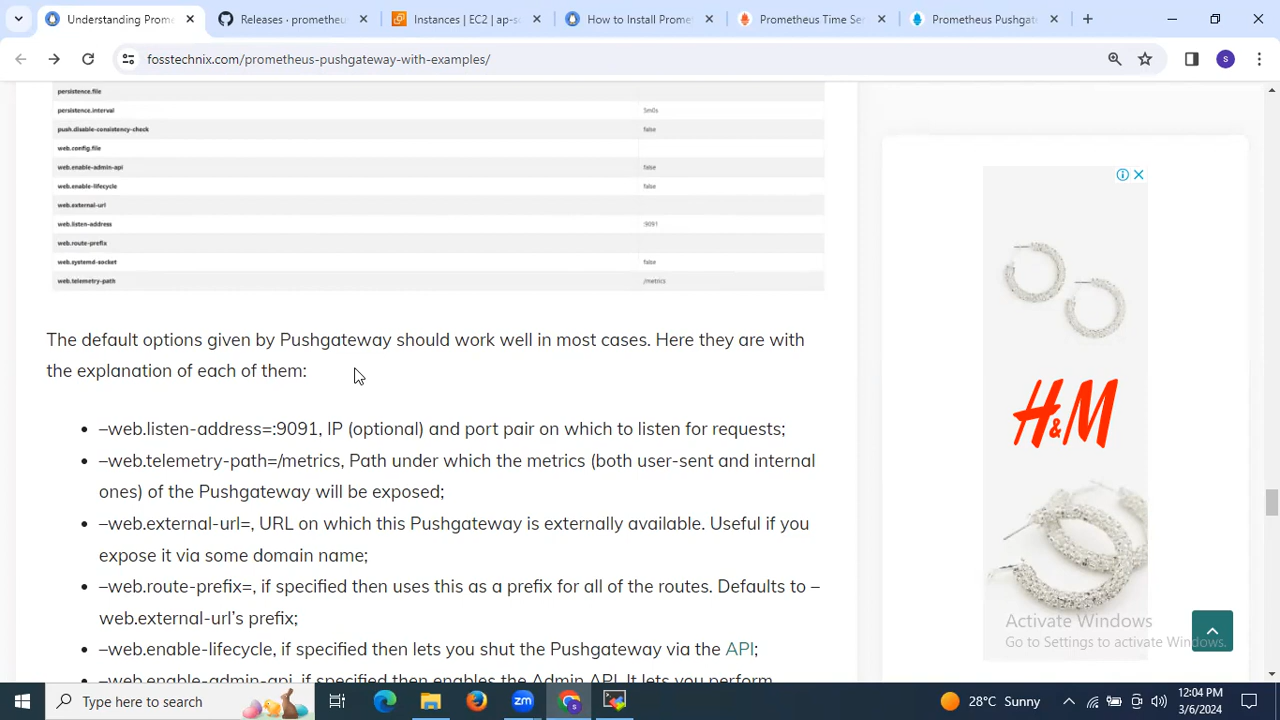 Understanding Prom
Releases · prometheus
Instances | EC2 | ap-s
How to Install Promet
Prometheus Time Ser
Prometheus Pushgat
fosstechnix.com/prometheus-pushgateway-with-examples/
S
persistence.file
persistence.interval 5m0s
push.disable-consistency-check false
web.config.file
web.enable-admin-api false
web.enable-lifecycle false
web.external-url
web.listen-address :9091
web.route-prefix
web.systemd-socket false
web.telemetry-path /metrics
The default options given by Pushgateway should work well in most cases. Here they are with
the explanation of each of them:
• –web.listen-address=:9091, IP (optional) and port pair on which to listen for requests;
• –web.telemetry-path=/metrics, Path under which the metrics (both user-sent and internal
ones) of the Pushgateway will be exposed;
• –web.external-url=, URL on which this Pushgateway is externally available. Useful if you
expose it via some domain name;
• –web.route-prefix=, if specified then uses this as a prefix for all of the routes. Defaults to –
web.external-url's prefix;
• –web.enable-lifecycle, if specified then lets you shut the Pushgateway via the API;
H&M
Activate Windows
Go to Settings to activate Windows.
Type here to search
zm
28°C Sunny
12:04 PM
3/6/2024